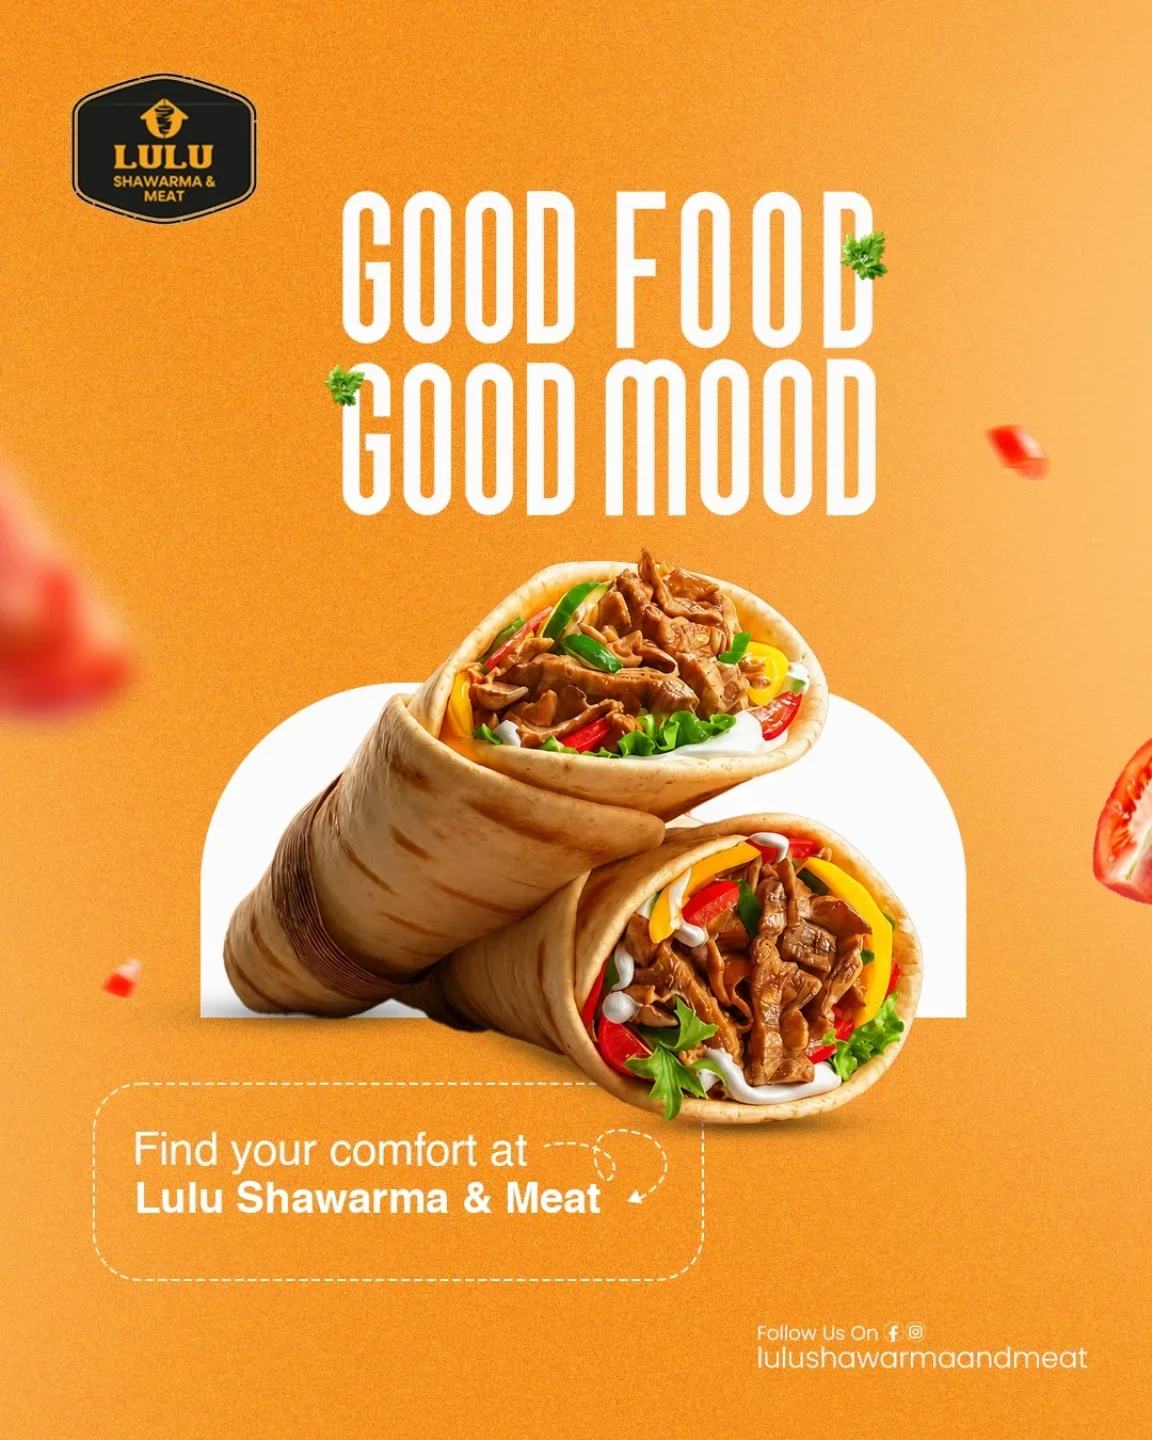 LULU
SHAWARMA &
MEAT
GOOD FOOD
GOOD MOOD
Find your comfort at
Lulu Shawarma & Meat
Follow Us On
lulushawarmaandmeat